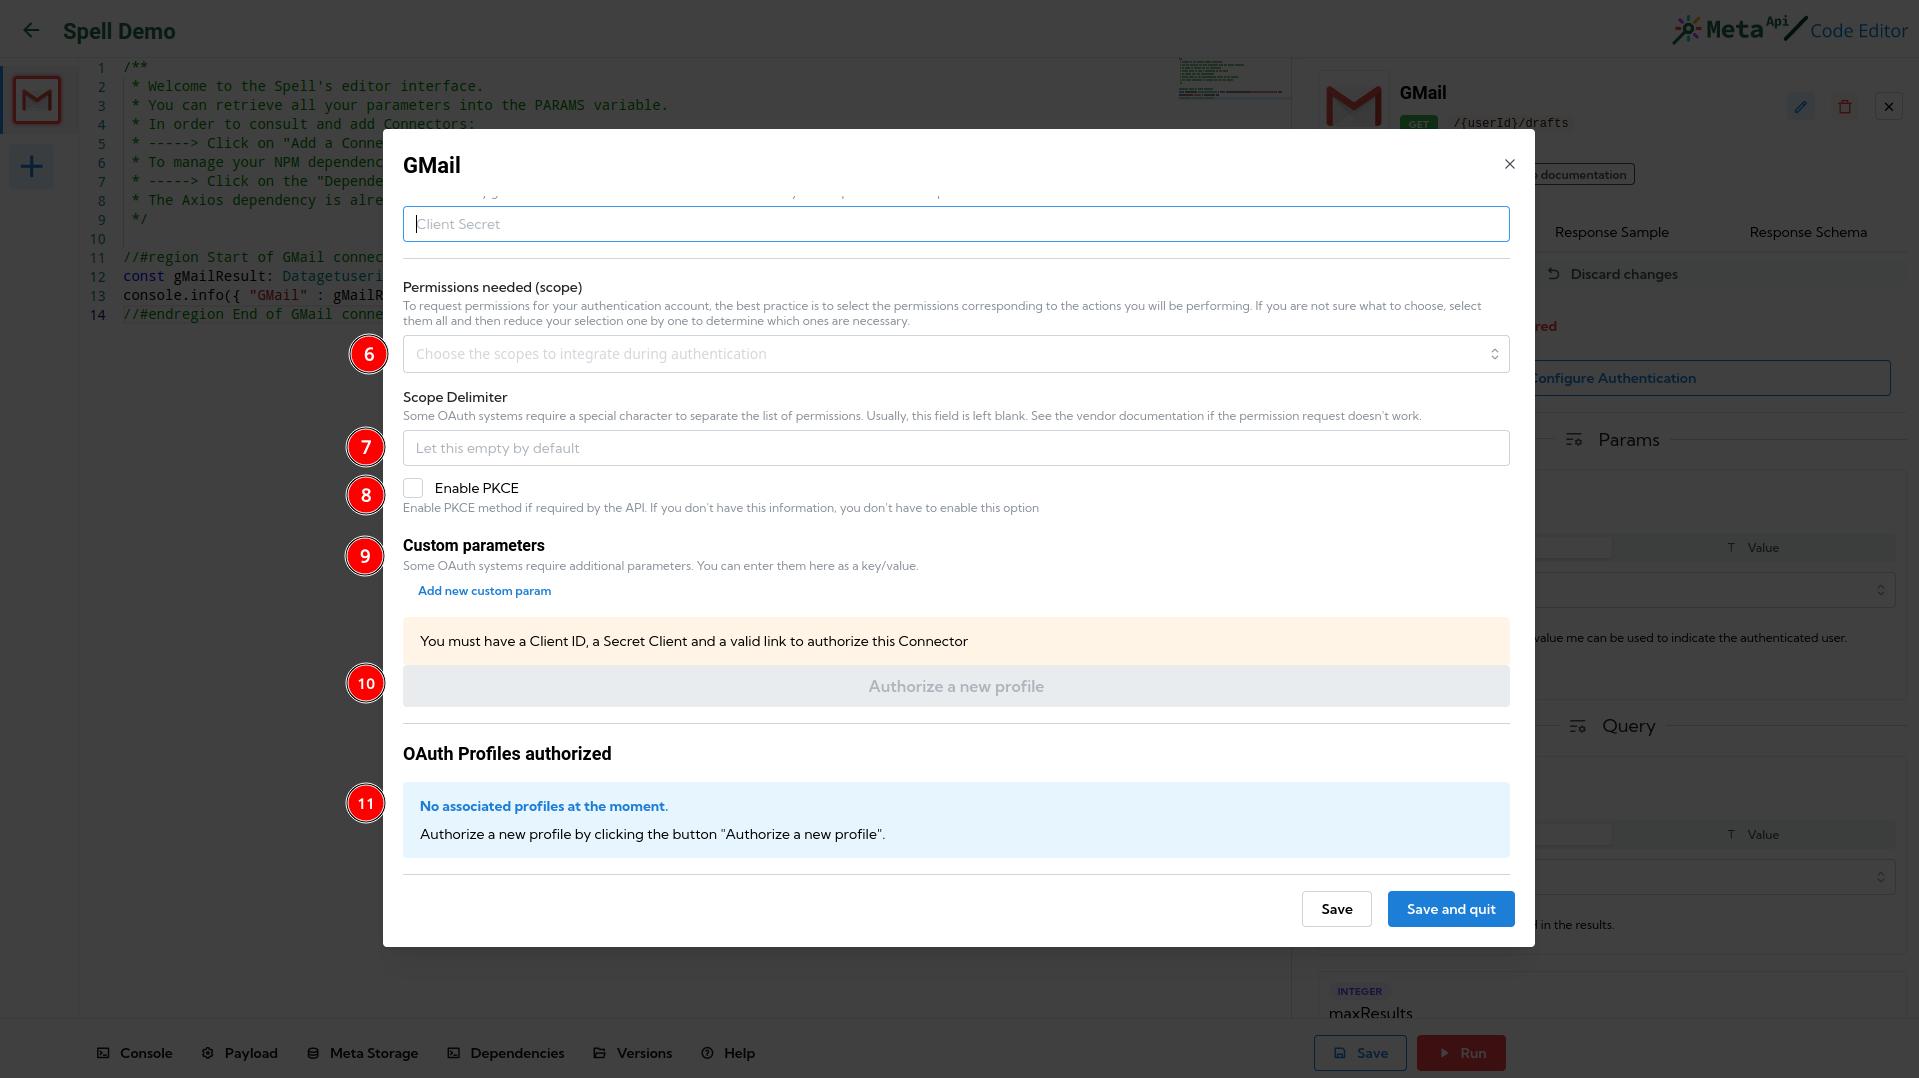 Spell Demo
Meta Api Code Editor
1 /**
2 * Welcome to the Spell's editor interface.
3 * You can retrieve all your parameters into the PARAMS variable.
4 * In order to consult and add Connectors:
5 * -----> Click on "Add a Conne
6 * To manage your NPM dependenc
7 * -----> Click on the "Depende
8 * The Axios dependency is alre
9 */
10
11 //#region Start of GMail connec
12 const gMailResult: Datagetuseri
13 console.info({ "GMail" : gMailR
14 //#endregion End of GMail conne
GMail
GET /{userId}/drafts
documentation
Response Sample
Response Schema
Discard changes
red
Configure Authentication
Params
T Value
value me can be used to indicate the authenticated user.
Query
T Value
in the results.
INTEGER
maxResults
GMail
Client Secret
Permissions needed (scope)
To request permissions for your authentication account, the best practice is to select the permissions corresponding to the actions you will be performing. If you are not sure what to choose, select
them all and then reduce your selection one by one to determine which ones are necessary.
6
Choose the scopes to integrate during authentication
Scope Delimiter
Some OAuth systems require a special character to separate the list of permissions. Usually, this field is left blank. See the vendor documentation if the permission request doesn't work.
7
Let this empty by default
8
Enable PKCE
Enable PKCE method if required by the API. If you don't have this information, you don't have to enable this option
9
Custom parameters
Some OAuth systems require additional parameters. You can enter them here as a key/value.
Add new custom param
You must have a Client ID, a Secret Client and a valid link to authorize this Connector
10
Authorize a new profile
OAuth Profiles authorized
11
No associated profiles at the moment.
Authorize a new profile by clicking the button "Authorize a new profile".
Save
Save and quit
Console
Payload
Meta Storage
Dependencies
Versions
Help
Save
Run